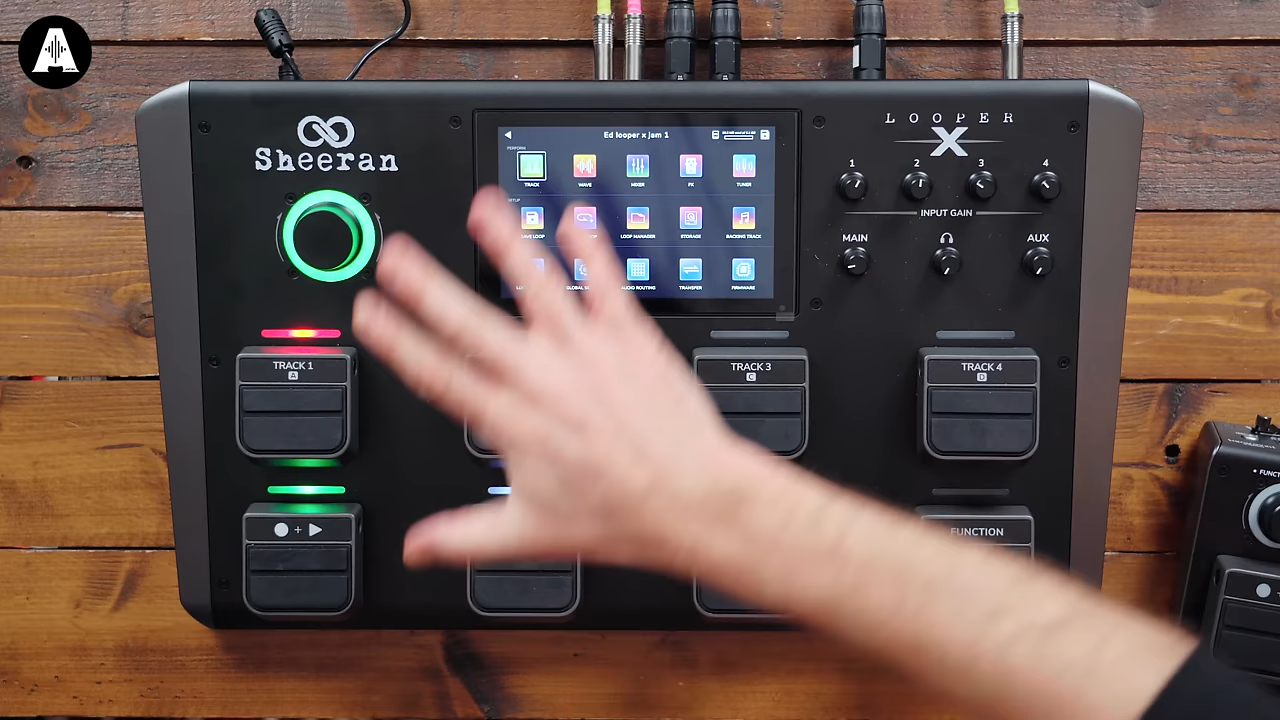 Sheeran
LOOPER
X
Ed looper x jam 1
PERFORM
TRACK
WAVE
MIXER
FX
TUNER
LOOP MANAGER
STORAGE
BACKING TRACK
AUDIO ROUTING
TRANSFER
FIRMWARE
1
2
3
4
INPUT GAIN
MAIN
AUX
TRACK 1
A
TRACK 3
C
TRACK 4
D
+
FUNCTION